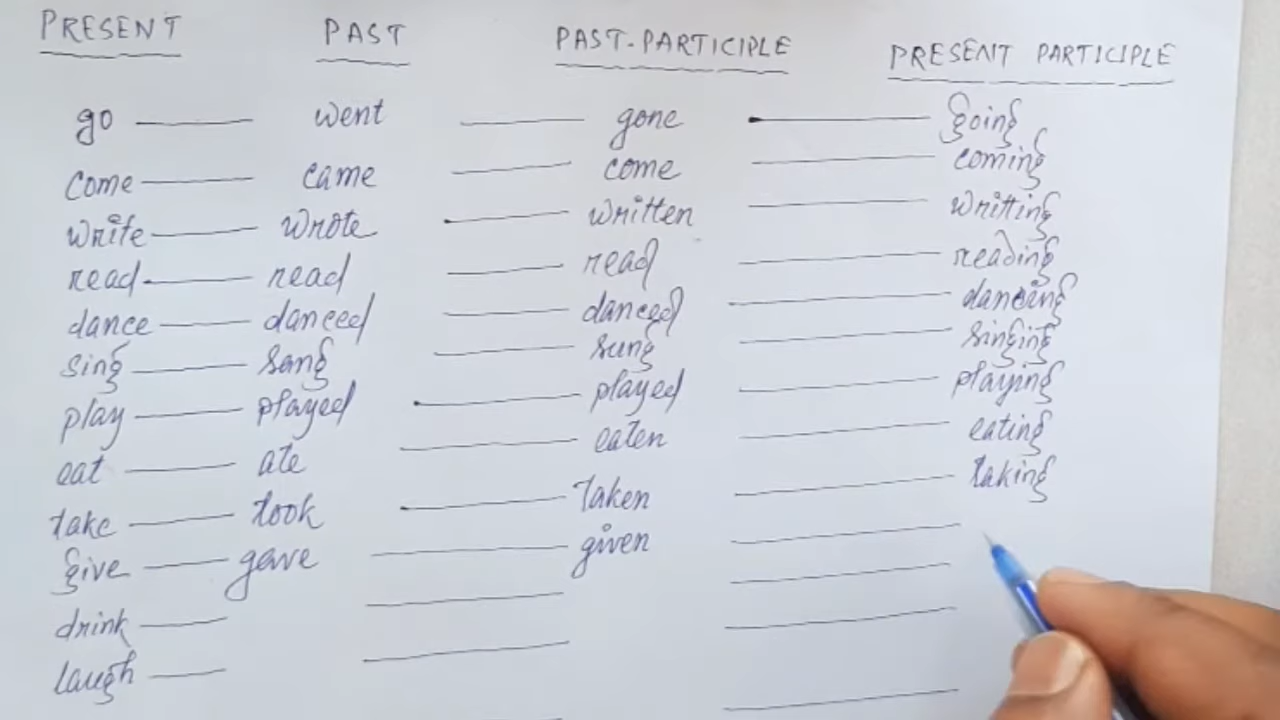 PRESENT PAST PAST-PARTICIPLE PRESENT PARTICIPLE
go went gone going
come came come coming
write wrote written writting
read read read reading
dance danced danced dancing
sing sang sung singing
play played played playing
eat ate eaten eating
take took taken taking
give gave given
drink
laugh